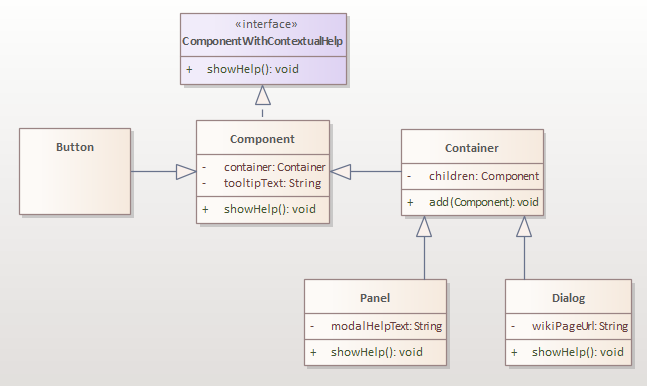 «interface»
ComponentWithContextualHelp
+ showHelp(): void
Button
Component
- container: Container
- tooltipText: String
+ showHelp(): void
Container
- children: Component
+ add(Component): void
Panel
- modalHelpText: String
+ showHelp(): void
Dialog
- wikiPageUrl: String
+ showHelp(): void